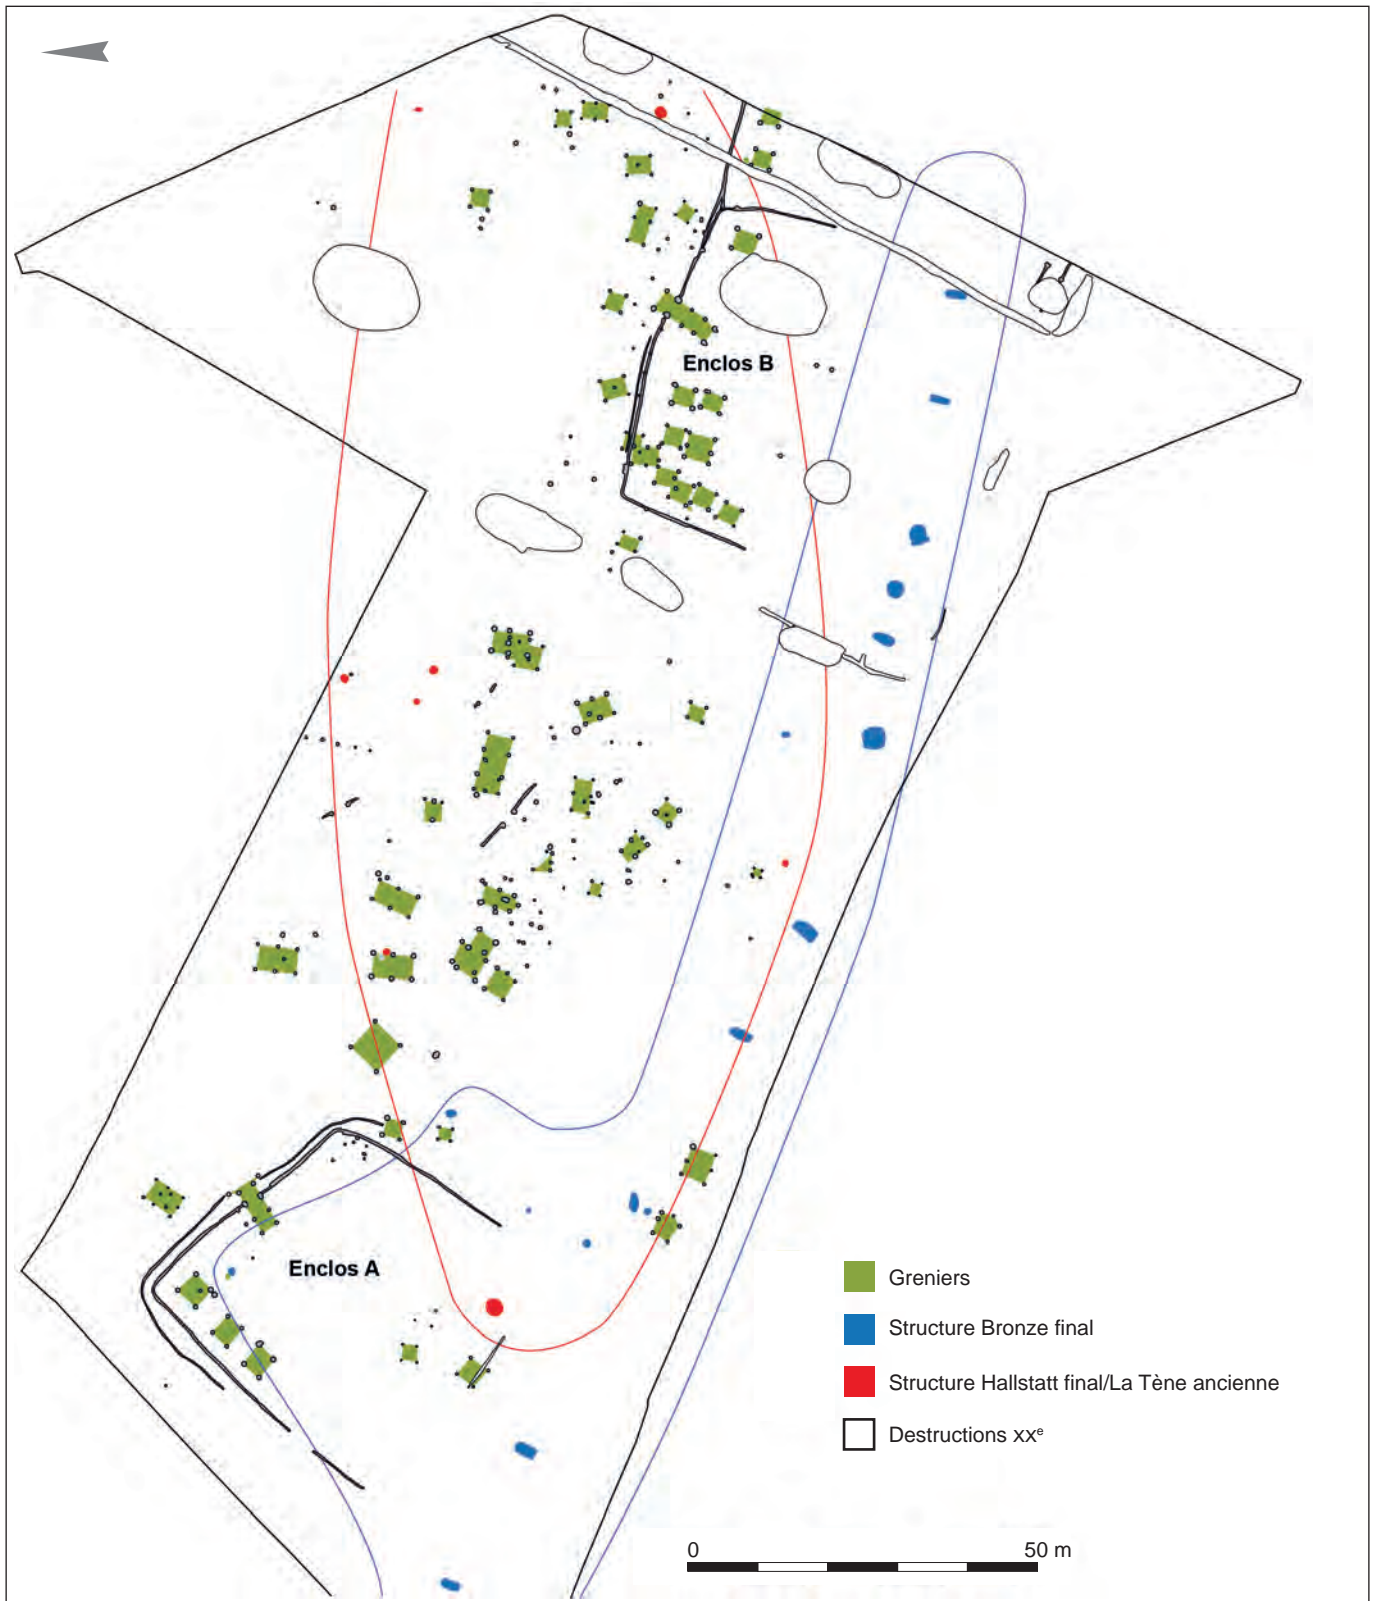 Enclos B
Enclos A
Greniers
Structure Bronze final
Structure Hallstatt final/La Tène ancienne
Destructions XXᵉ
0 50 m